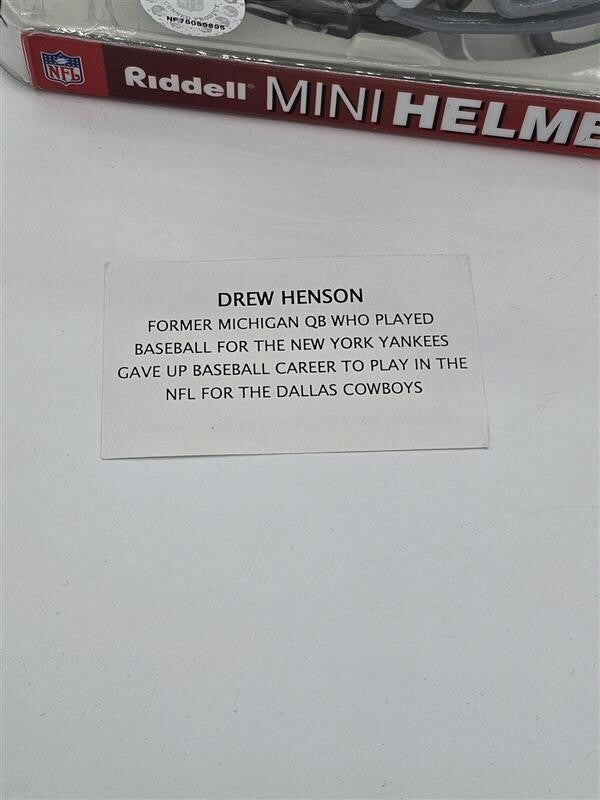 NF76059895
NFL
Riddell MINI HELME
DREW HENSON
FORMER MICHIGAN QB WHO PLAYED
BASEBALL FOR THE NEW YORK YANKEES
GAVE UP BASEBALL CAREER TO PLAY IN THE
NFL FOR THE DALLAS COWBOYS